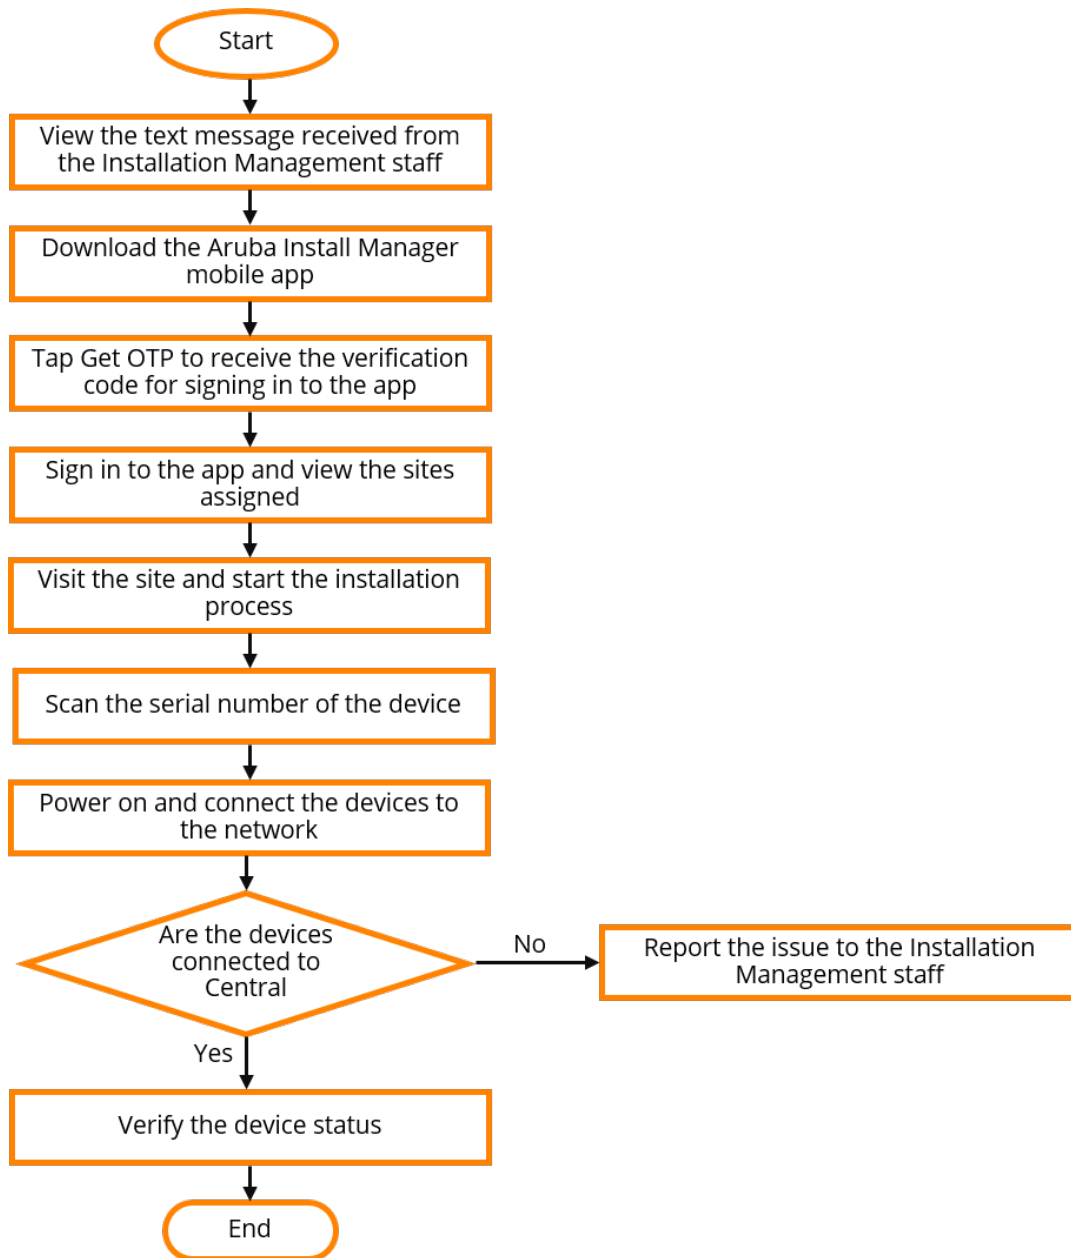 Start
View the text message received from
the Installation Management staff
Download the Aruba Install Manager
mobile app
Tap Get OTP to receive the verification
code for signing in to the app
Sign in to the app and view the sites
assigned
Visit the site and start the installation
process
Scan the serial number of the device
Power on and connect the devices to
the network
Are the devices
connected to
Central
No
Report the issue to the Installation
Management staff
Yes
Verify the device status
End